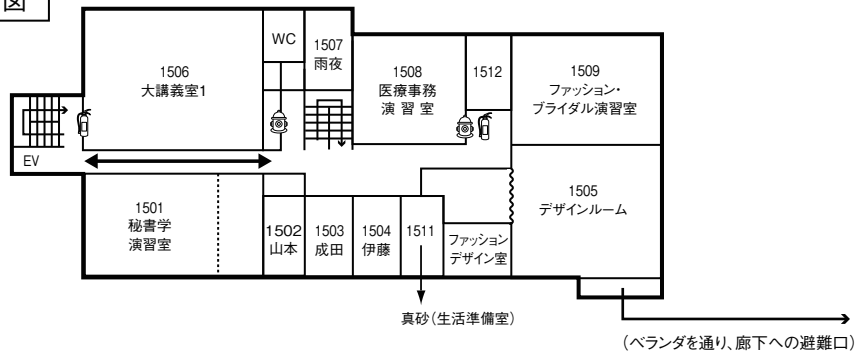 図
1506
大講義室1
WC
1507
雨夜
1508
医療事務
演習室
1512
1509
ファッション・
ブライダル演習室
EV
1501
秘書学
演習室
1502
山本
1503
成田
1504
伊藤
1511
ファッション
デザイン室
1505
デザインルーム
真砂(生活準備室)
(ベランダを通り、廊下への避難口)